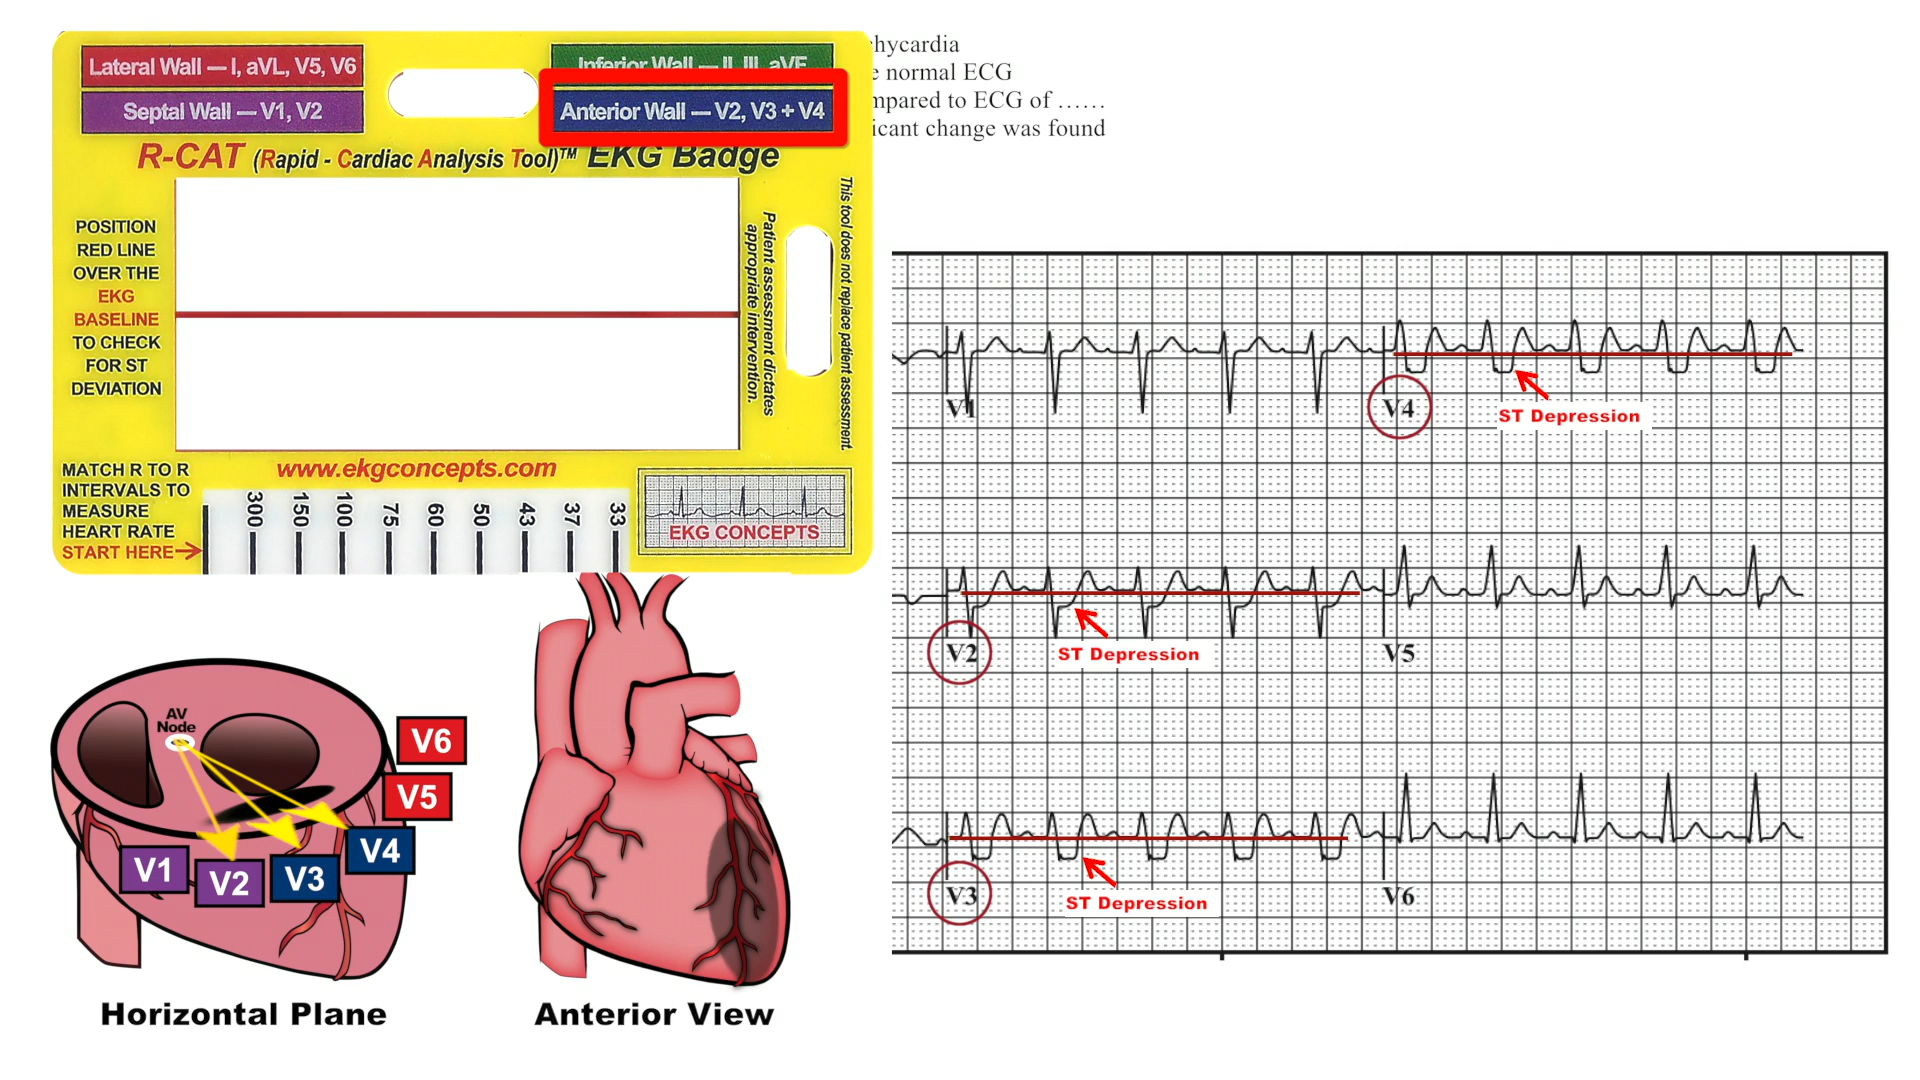 Lateral Wall — I, aVL, V5, V6
Septal Wall — V1, V2
Inferior Wall — II, III, aVF
Anterior Wall — V2, V3 + V4
R-CAT (Rapid - Cardiac Analysis Tool)™ EKG Badge
POSITION
RED LINE
OVER THE
EKG
BASELINE
TO CHECK
FOR ST
DEVIATION
This tool does not replace patient assessment.
Patient assessment dictates
appropriate intervention.
MATCH R TO R
INTERVALS TO
MEASURE
HEART RATE
START HERE→
www.ekgconcepts.com
300 150 100 75 60 50 43 37 33
EKG CONCEPTS
hycardia
e normal ECG
mpared to ECG of ……
icant change was found
V1
V4
ST Depression
V2
ST Depression
V5
V3
ST Depression
V6
AV
Node
V6
V5
V4
V3
V2
V1
Horizontal Plane
Anterior View